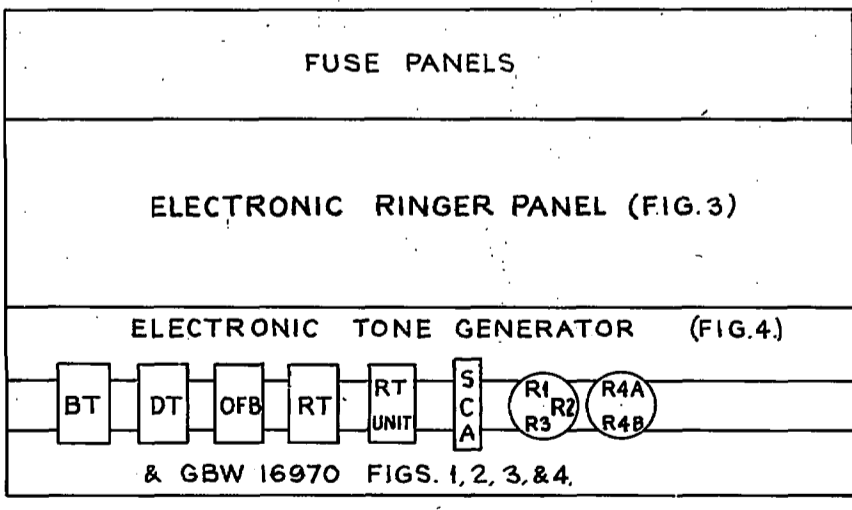 FUSE PANELS
ELECTRONIC RINGER PANEL (FIG.3)
ELECTRONIC TONE GENERATOR (FIG.4.)
BT
DT
OFB
RT
RT
UNIT
S
C
A
R1
R2
R3
R4A
R4B
& GBW 16970 FIGS. 1, 2, 3, & 4.